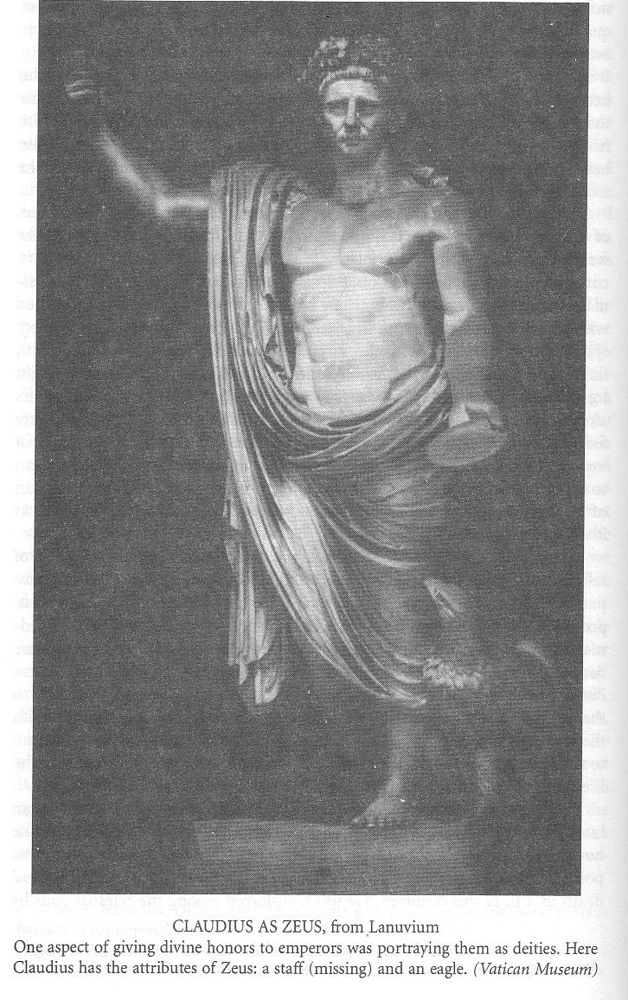 CLAUDIUS AS ZEUS, from Lanuvium
One aspect of giving divine honors to emperors was portraying them as deities. Here
Claudius has the attributes of Zeus: a staff (missing) and an eagle. (Vatican Museum)